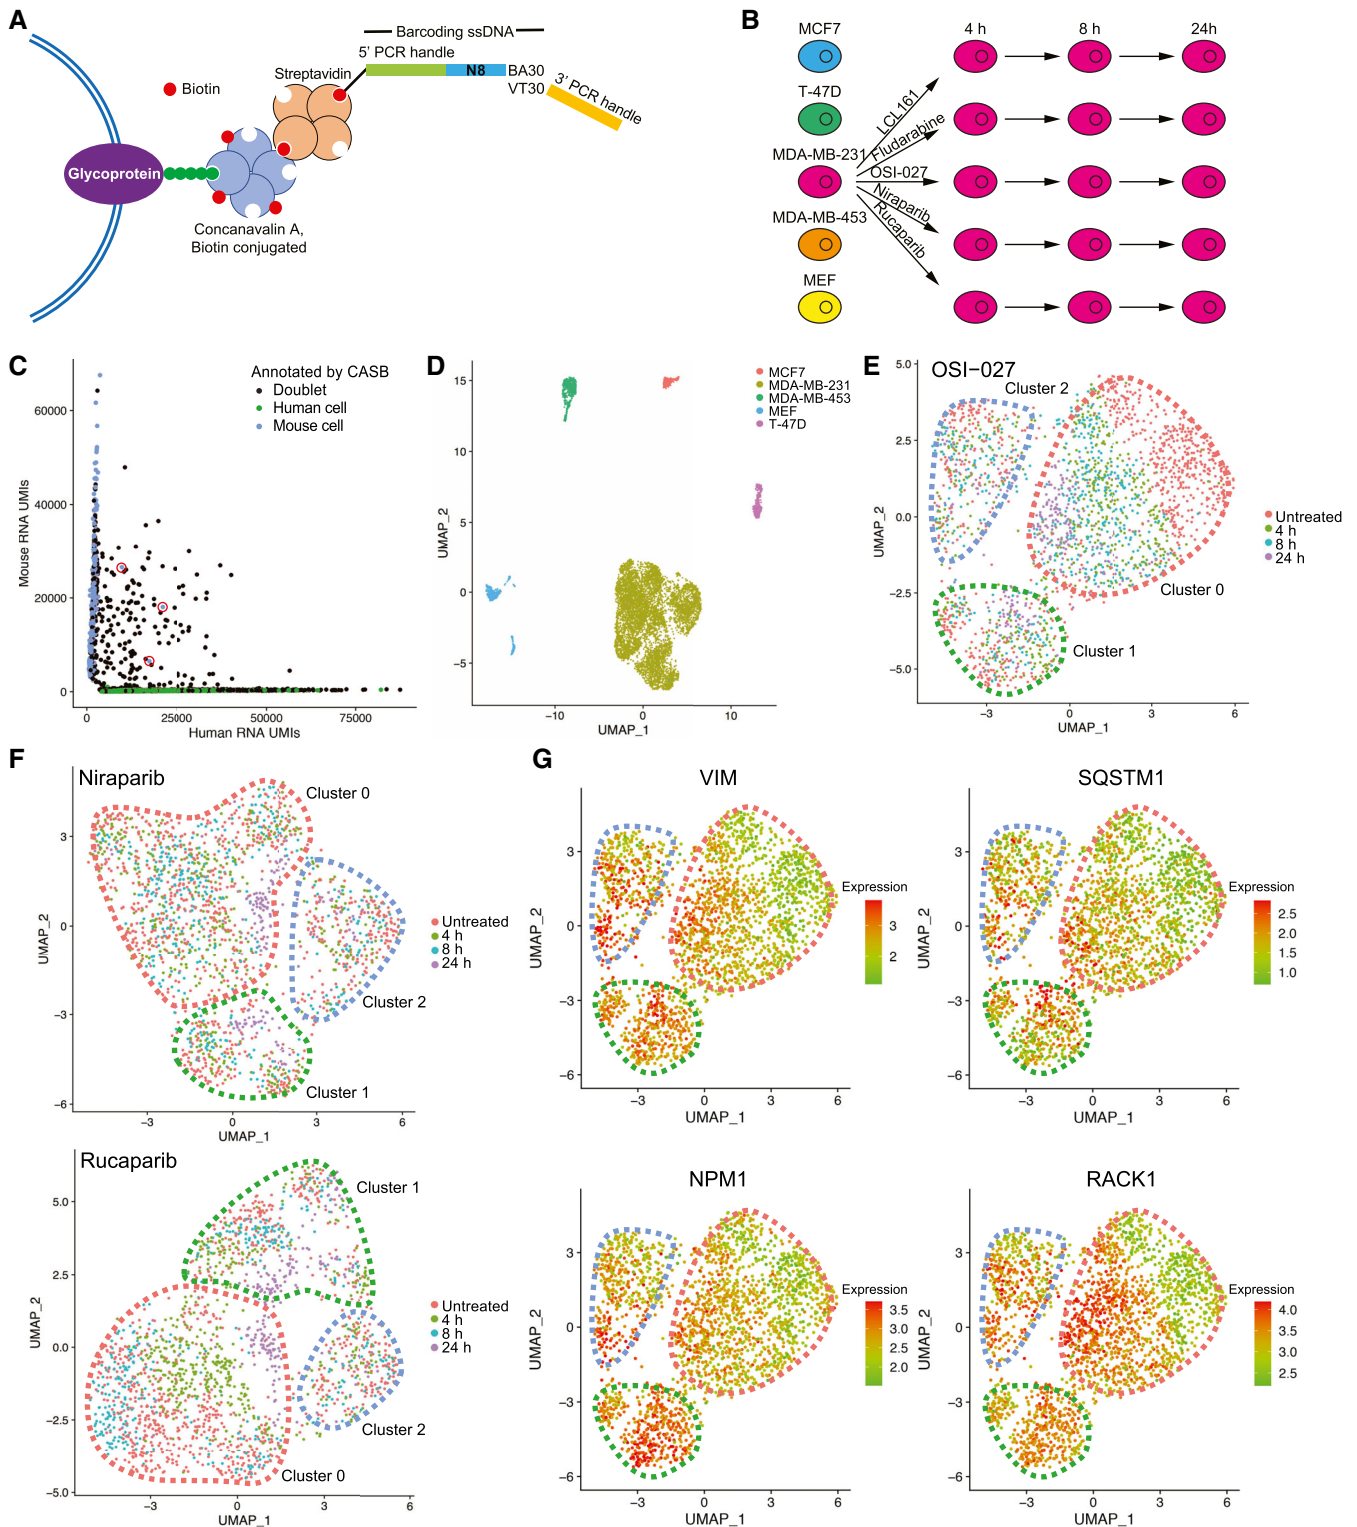 A
Barcoding ssDNA
5' PCR handle
Streptavidin
N8
BA30
VT30
3' PCR handle
Biotin
Glycoprotein
Concanavalin A,
Biotin conjugated
B
MCF7
4 h
8 h
24h
T-47D
MDA-MB-231
MDA-MB-453
MEF
LCL161
Fludarabine
OSI-027
Niraparib
Rucaparib
C
Annotated by CASB
Doublet
Human cell
Mouse cell
Mouse RNA UMIs
60000
40000
20000
0
0
25000
50000
75000
Human RNA UMIs
D
MCF7
MDA-MB-231
MDA-MB-453
MEF
T-47D
UMAP_2
15
10
5
0
−5
−10
0
10
UMAP_1
E
OSI−027
Cluster 2
Cluster 0
Cluster 1
Untreated
4 h
8 h
24 h
UMAP_2
5.0
2.5
0.0
−2.5
−5.0
−3
0
3
6
UMAP_1
F
Niraparib
Cluster 0
Cluster 2
Cluster 1
Untreated
4 h
8 h
24 h
UMAP_2
3
0
−3
−6
−3
0
3
6
UMAP_1
Rucaparib
Cluster 1
Cluster 2
Cluster 0
Untreated
4 h
8 h
24 h
UMAP_2
5.0
2.5
0.0
−2.5
−5.0
−3
0
3
6
UMAP_1
G
VIM
UMAP_2
3
0
−3
−6
−3
0
3
6
UMAP_1
Expression
3
2
SQSTM1
UMAP_2
3
0
−3
−6
−3
0
3
6
UMAP_1
Expression
2.5
2.0
1.5
1.0
NPM1
UMAP_2
3
0
−3
−6
−3
0
3
6
UMAP_1
Expression
3.5
3.0
2.5
2.0
RACK1
UMAP_2
3
0
−3
−6
−3
0
3
6
UMAP_1
Expression
4.0
3.5
3.0
2.5